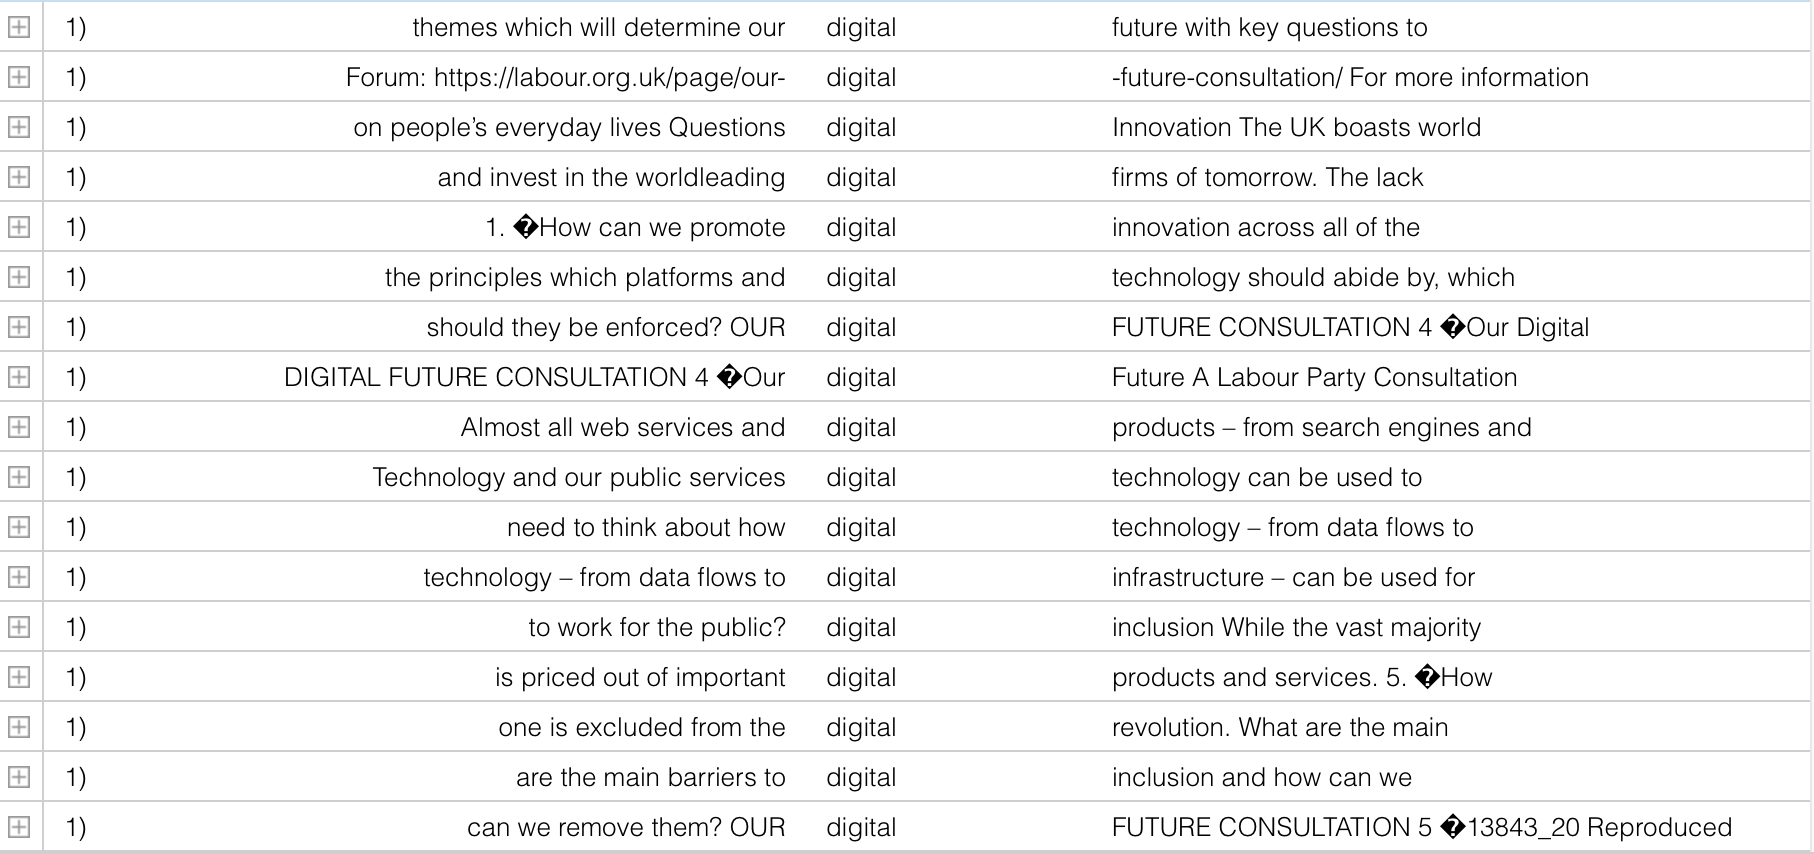 1) themes which will determine our digital future with key questions to
1) Forum: https://labour.org.uk/page/our- digital -future-consultation/ For more information
1) on people’s everyday lives Questions digital Innovation The UK boasts world
1) and invest in the worldleading digital firms of tomorrow. The lack
1) 1. �How can we promote digital innovation across all of the
1) the principles which platforms and digital technology should abide by, which
1) should they be enforced? OUR digital FUTURE CONSULTATION 4 �Our Digital
1) DIGITAL FUTURE CONSULTATION 4 �Our digital Future A Labour Party Consultation
1) Almost all web services and digital products – from search engines and
1) Technology and our public services digital technology can be used to
1) need to think about how digital technology – from data flows to
1) technology – from data flows to digital infrastructure – can be used for
1) to work for the public? digital inclusion While the vast majority
1) is priced out of important digital products and services. 5. �How
1) one is excluded from the digital revolution. What are the main
1) are the main barriers to digital inclusion and how can we
1) can we remove them? OUR digital FUTURE CONSULTATION 5 �13843_20 Reproduced